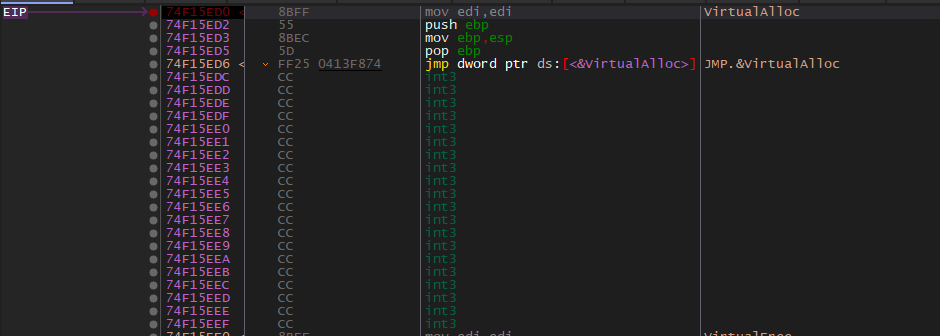 EIP 74F15ED0 < 8BFF mov edi,edi VirtualAlloc
74F15ED2 55 push ebp
74F15ED3 8BEC mov ebp,esp
74F15ED5 5D pop ebp
74F15ED6 < FF25 0413F874 jmp dword ptr ds:[<&VirtualAlloc>] JMP.&VirtualAlloc
74F15EDC CC int3
74F15EDD CC int3
74F15EDE CC int3
74F15EDF CC int3
74F15EE0 CC int3
74F15EE1 CC int3
74F15EE2 CC int3
74F15EE3 CC int3
74F15EE4 CC int3
74F15EE5 CC int3
74F15EE6 CC int3
74F15EE7 CC int3
74F15EE8 CC int3
74F15EE9 CC int3
74F15EEA CC int3
74F15EEB CC int3
74F15EEC CC int3
74F15EED CC int3
74F15EEE CC int3
74F15EEF CC int3
74F15EF0 < 8BFF mov edi,edi VirtualFree